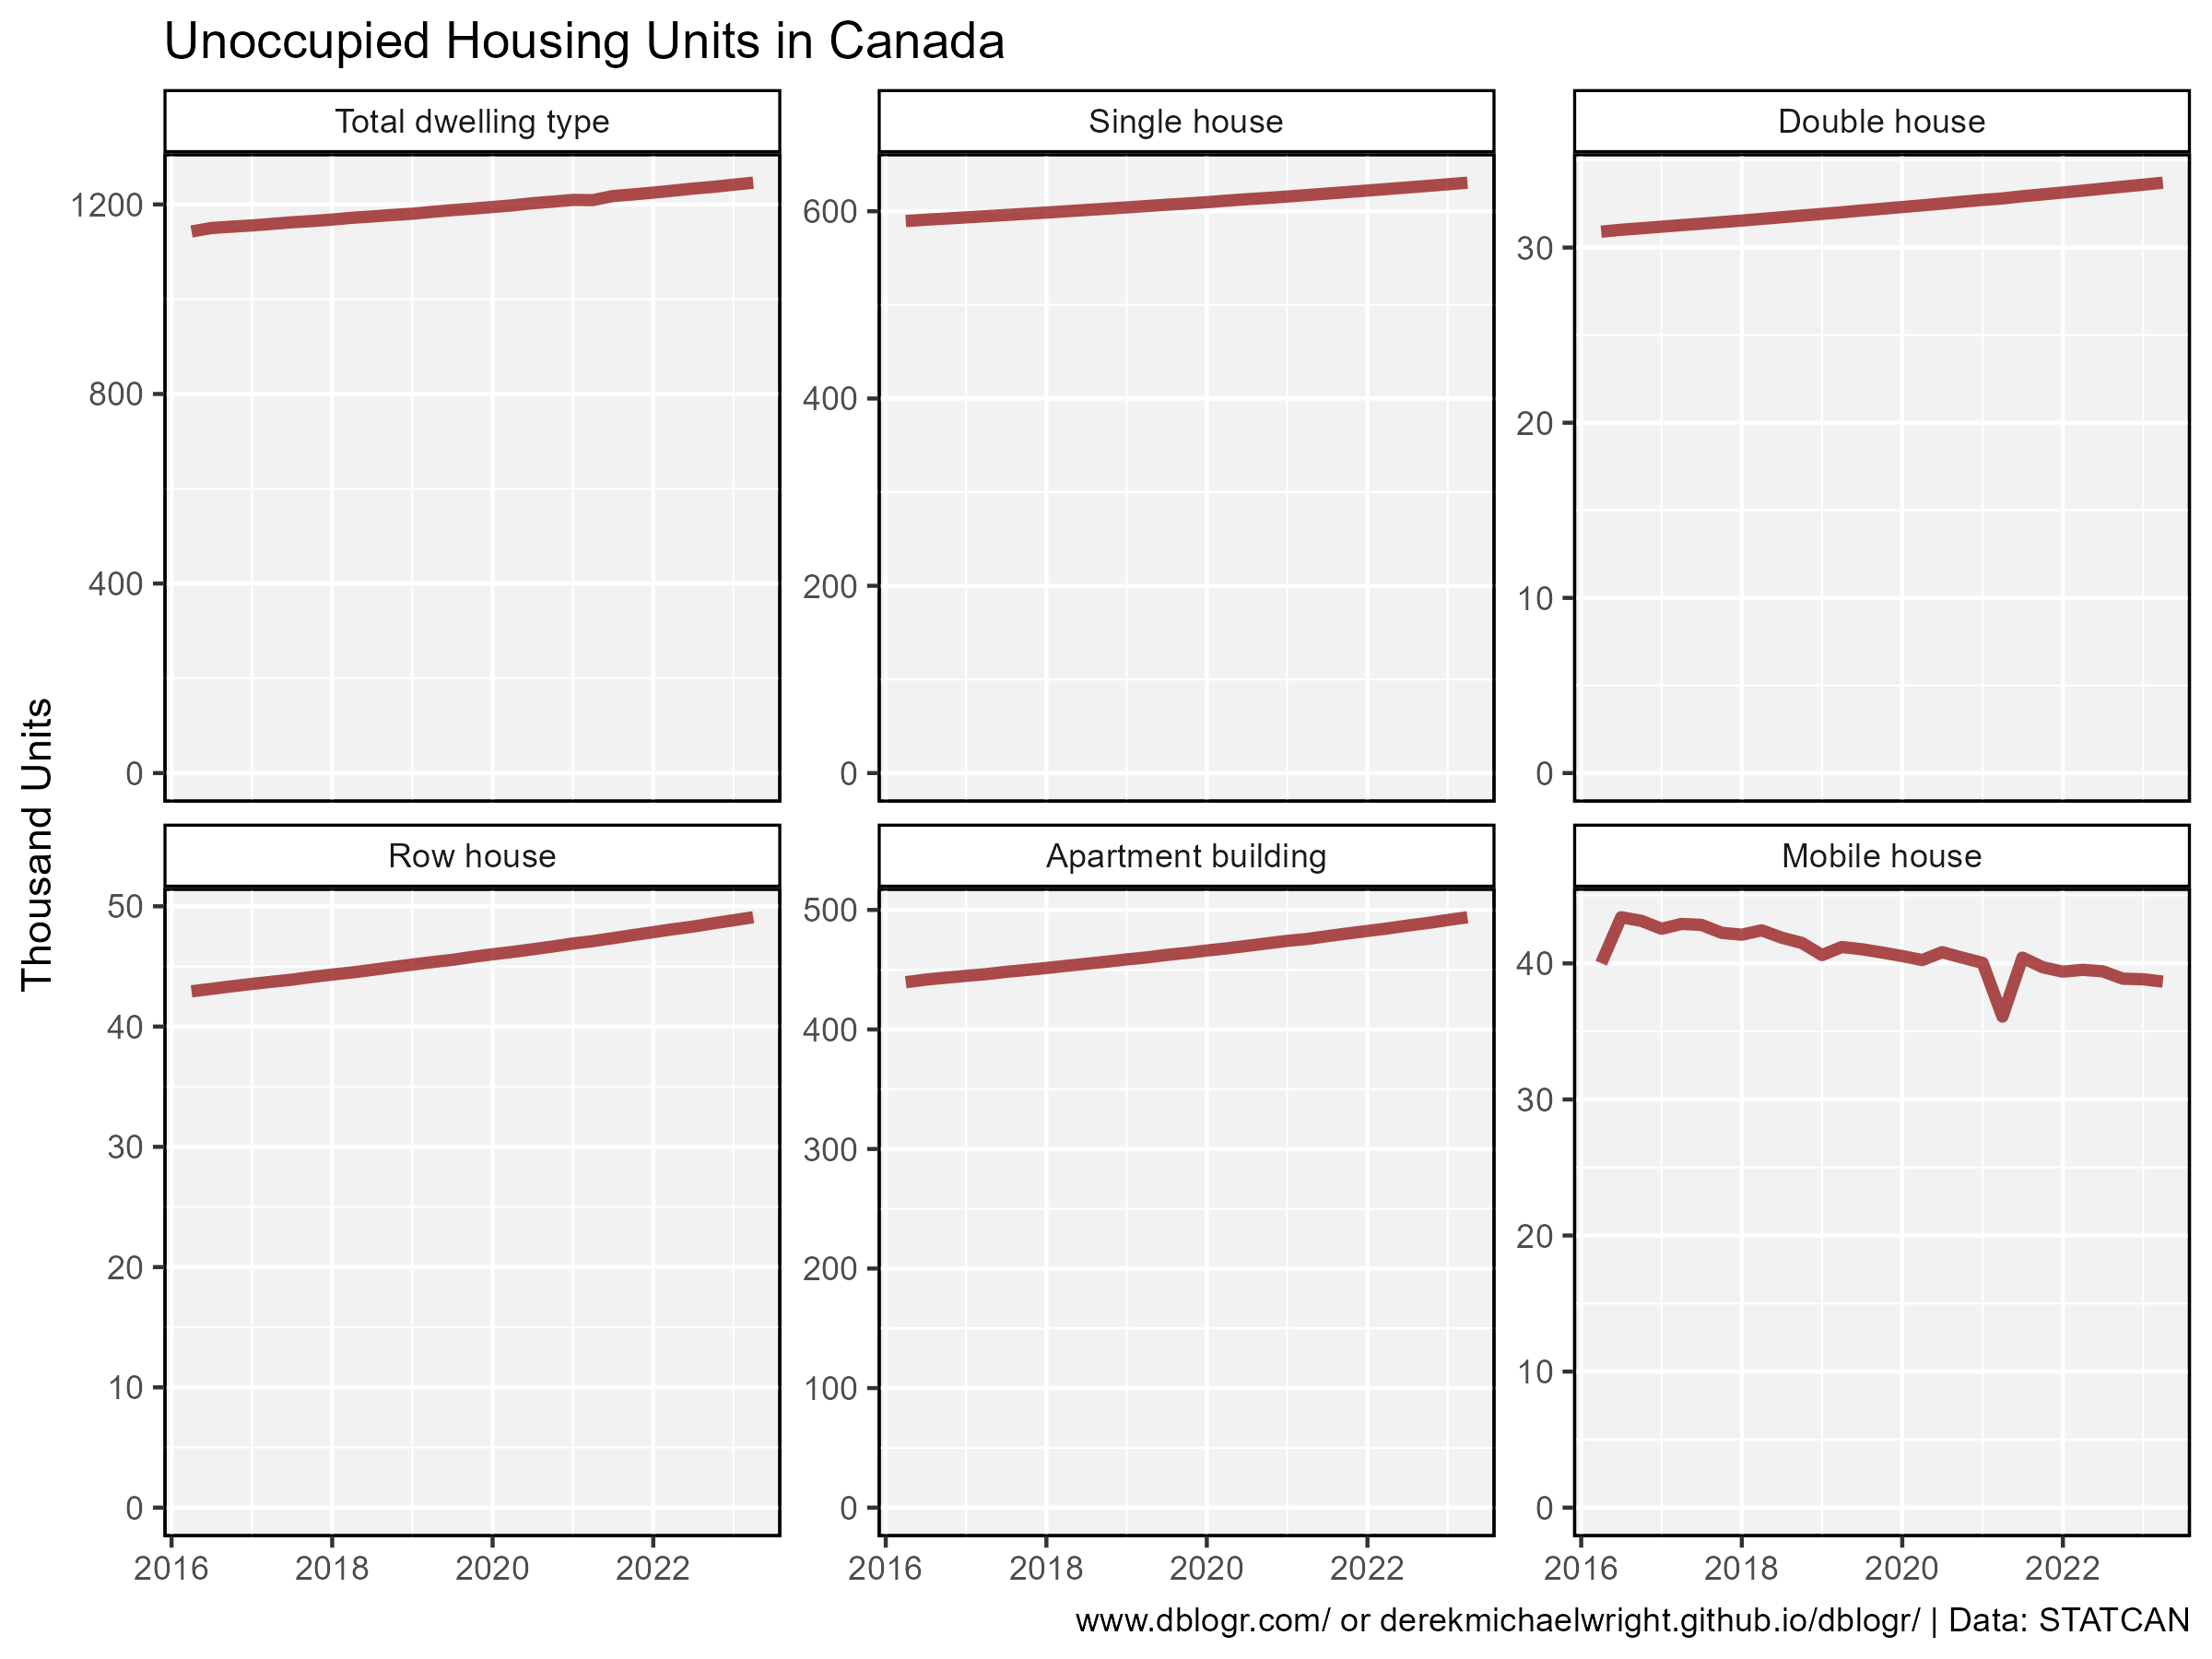 Unoccupied Housing Units in Canada
Total dwelling type
Single house
Double house
1200
800
400
0
600
400
200
0
30
20
10
0
Thousand Units
Row house
Apartment building
Mobile house
50
40
30
20
10
0
500
400
300
200
100
0
40
30
20
10
0
2016 2018 2020 2022
2016 2018 2020 2022
2016 2018 2020 2022
www.dblogr.com/ or derekmichaelwright.github.io/dblogr/ | Data: STATCAN